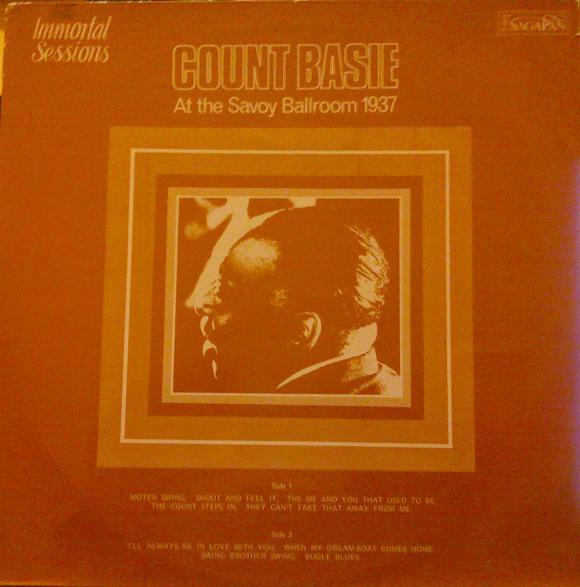 Immortal
Sessions
SAGAPAN
COUNT BASIE
At the Savoy Ballroom 1937
Side 1
MOTEN SWING, SHOUT AND FEEL IT, THE ME AND YOU THAT USED TO BE,
THE COUNT STEPS IN, THEY CAN'T TAKE THAT AWAY FROM ME.
Side 2
I'LL ALWAYS BE IN LOVE WITH YOU, WHEN MY DREAM BOAT COMES HOME,
SWING BROTHER SWING, BUGLE BLUES.